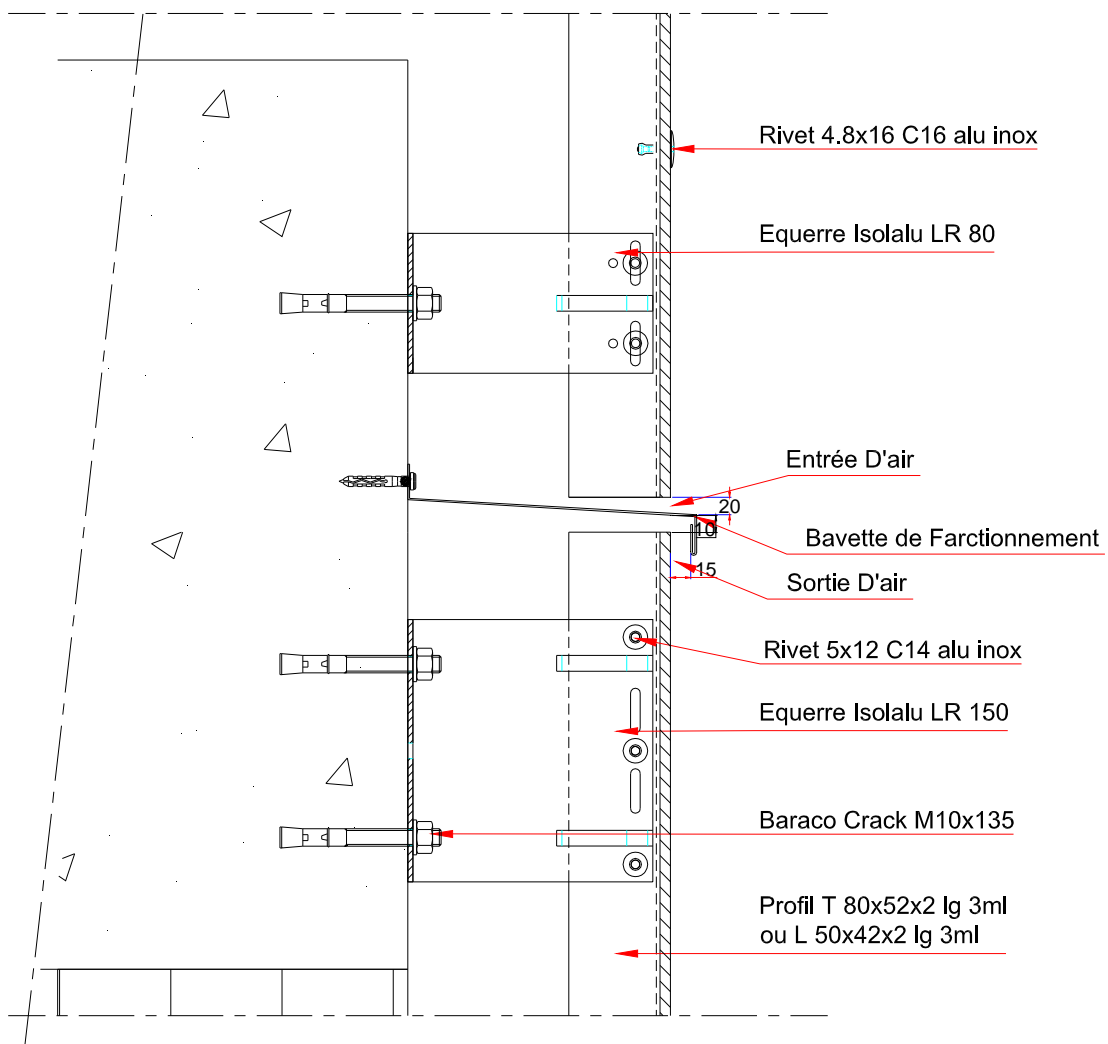 Rivet 4.8x16 C16 alu inox
Equerre Isolalu LR 80
Entrée D'air
20
10
Bavette de Farctionnement
15
Sortie D'air
Rivet 5x12 C14 alu inox
Equerre Isolalu LR 150
Baraco Crack M10x135
Profil T 80x52x2 lg 3ml
ou L 50x42x2 lg 3ml